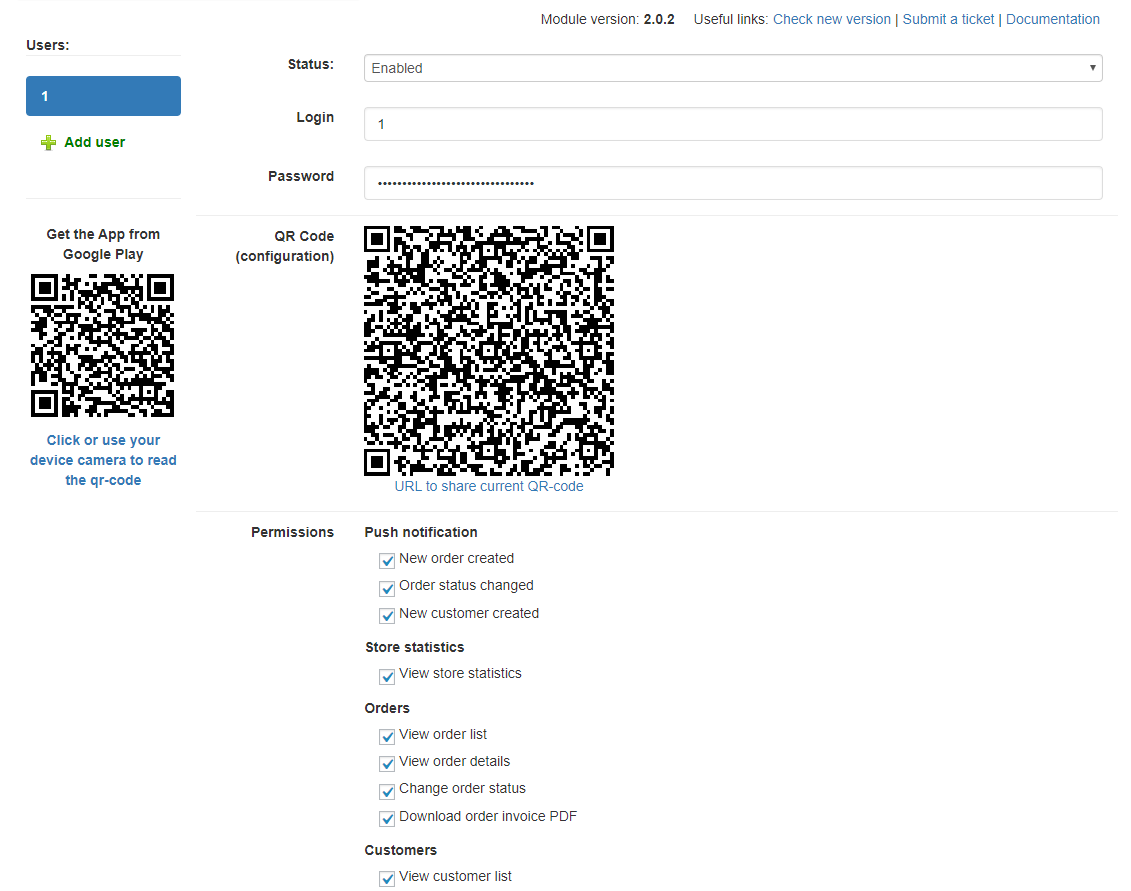 Module version: 2.0.2 Useful links: Check new version | Submit a ticket | Documentation
Users:
1
Add user
Get the App from
Google Play
Click or use your
device camera to read
the qr-code
Status:
Enabled
Login
1
Password
QR Code
(configuration)
URL to share current QR-code
Permissions
Push notification
New order created
Order status changed
New customer created
Store statistics
View store statistics
Orders
View order list
View order details
Change order status
Download order invoice PDF
Customers
View customer list